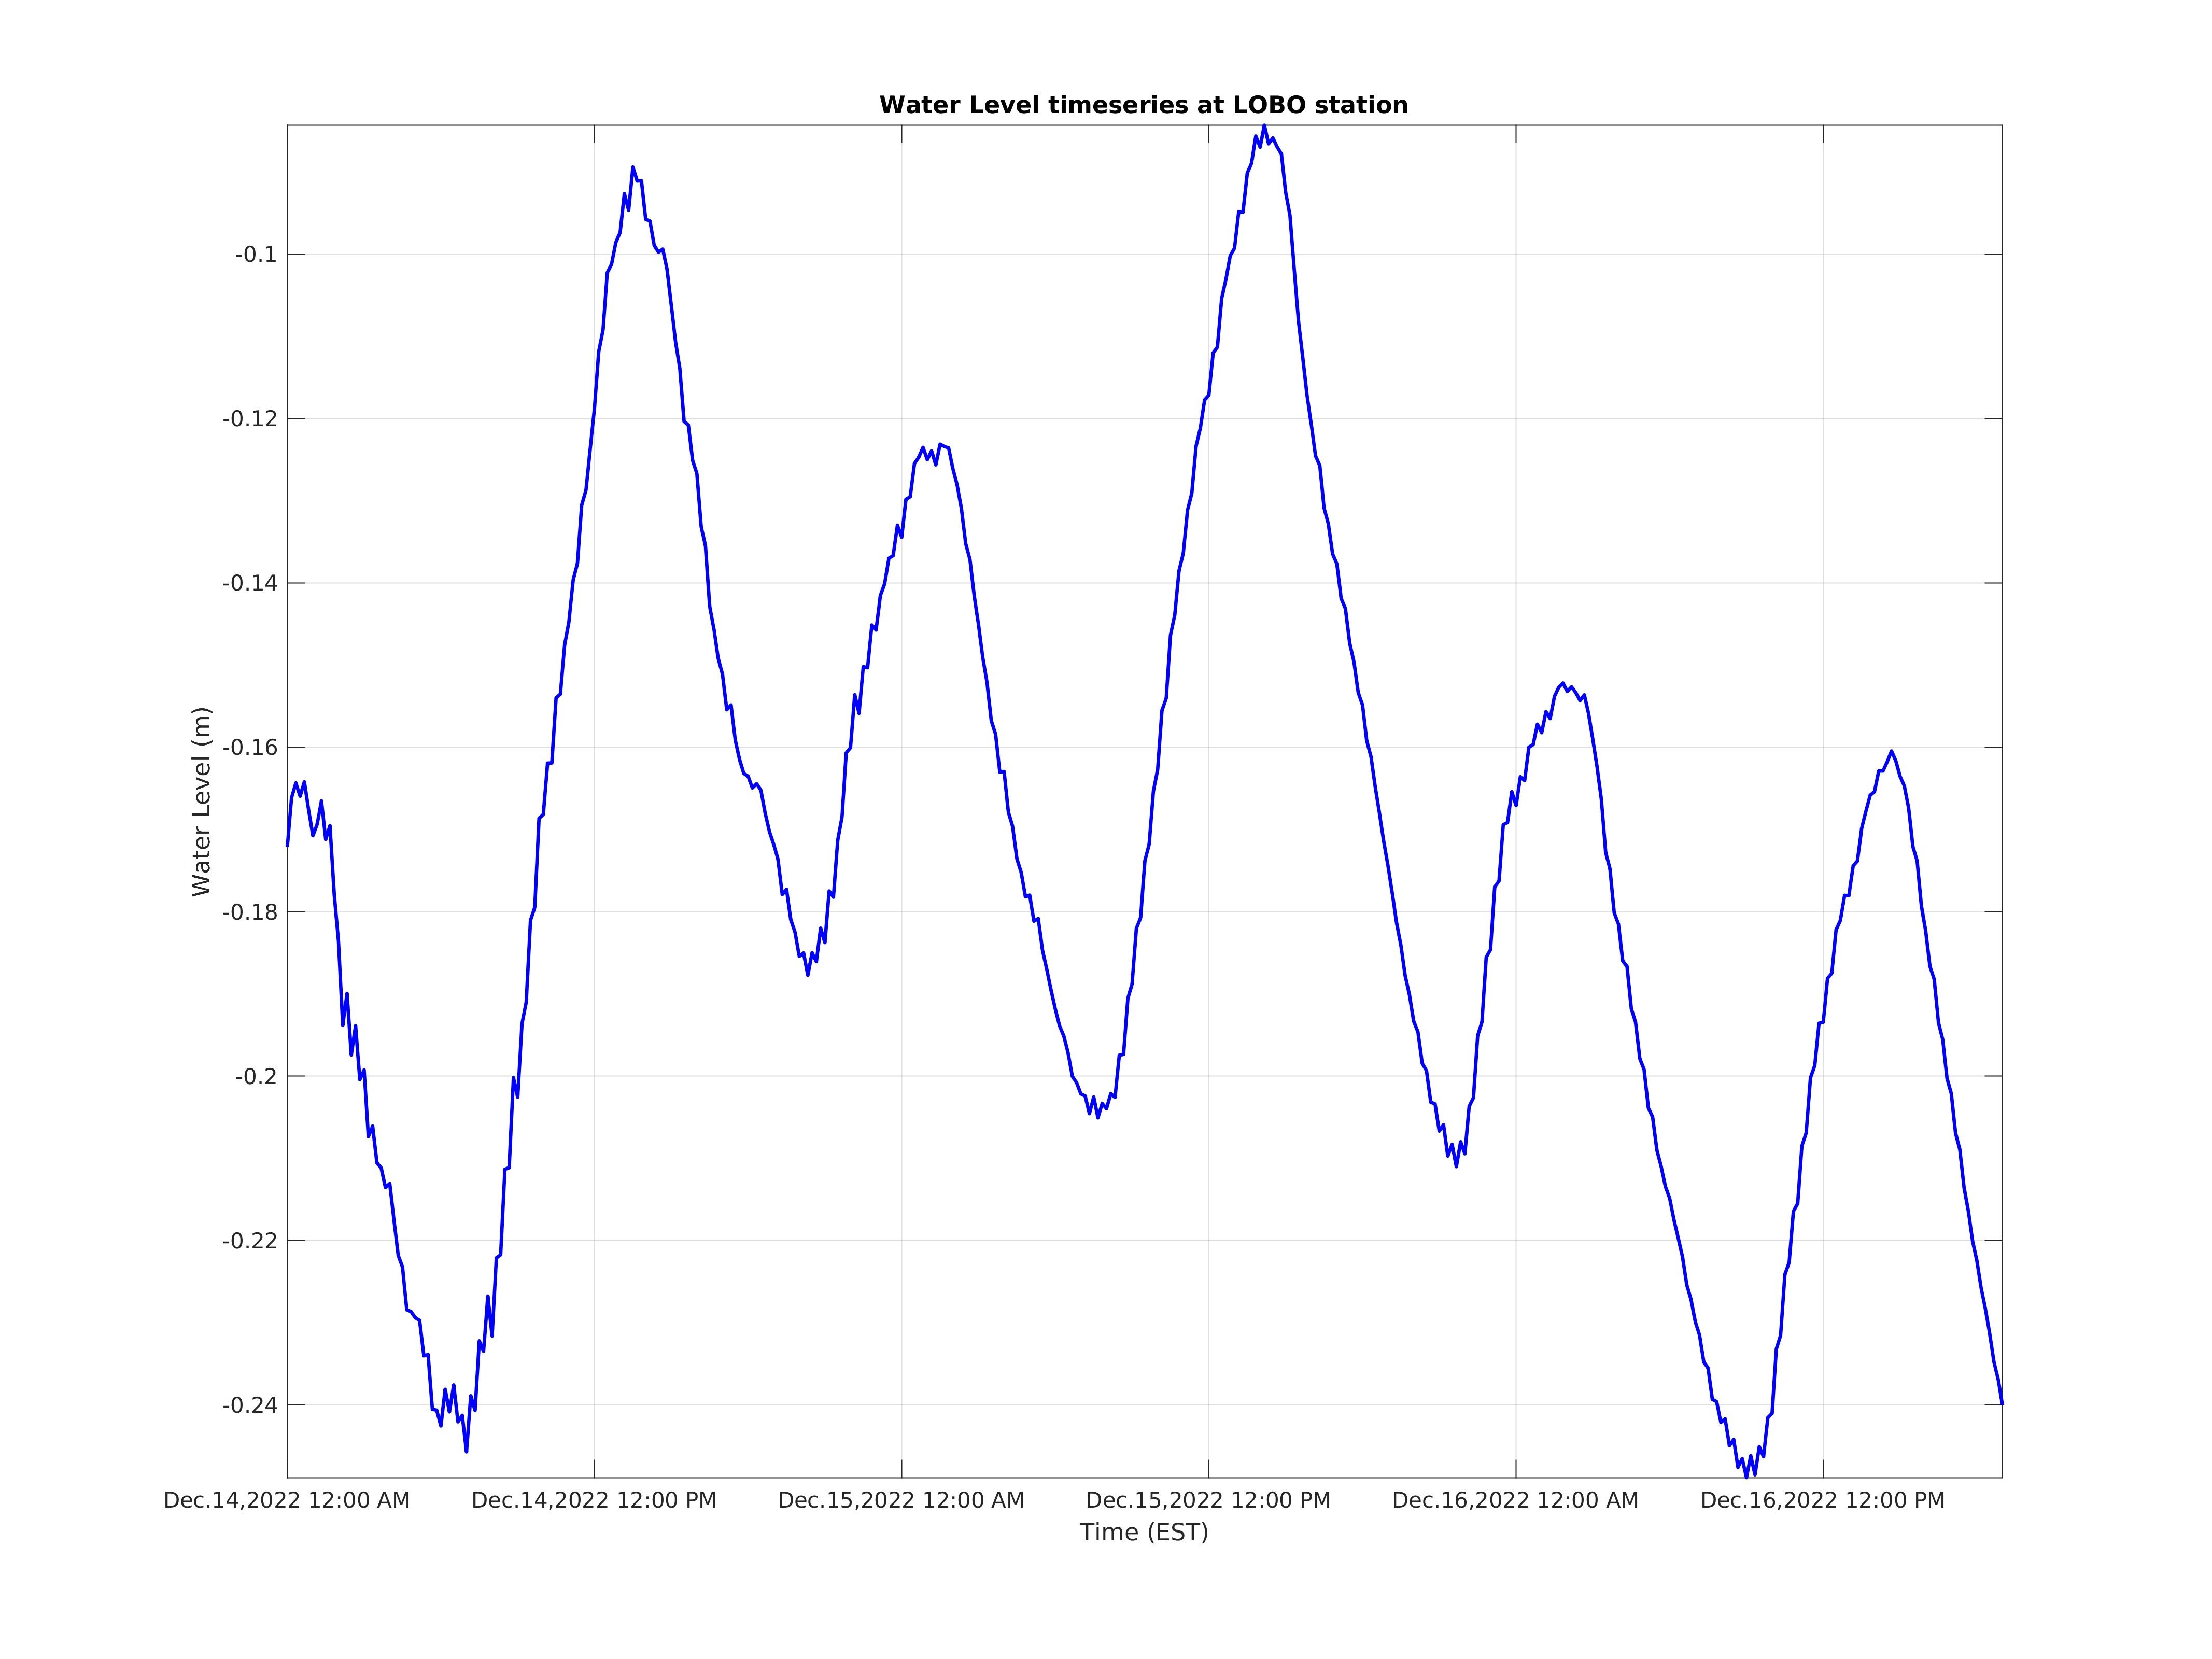 Water Level timeseries at LOBO station
-0.1
-0.12
-0.14
-0.16
-0.18
-0.2
-0.22
-0.24
Water Level (m)
Dec.14,2022 12:00 AM
Dec.14,2022 12:00 PM
Dec.15,2022 12:00 AM
Dec.15,2022 12:00 PM
Dec.16,2022 12:00 AM
Dec.16,2022 12:00 PM
Time (EST)